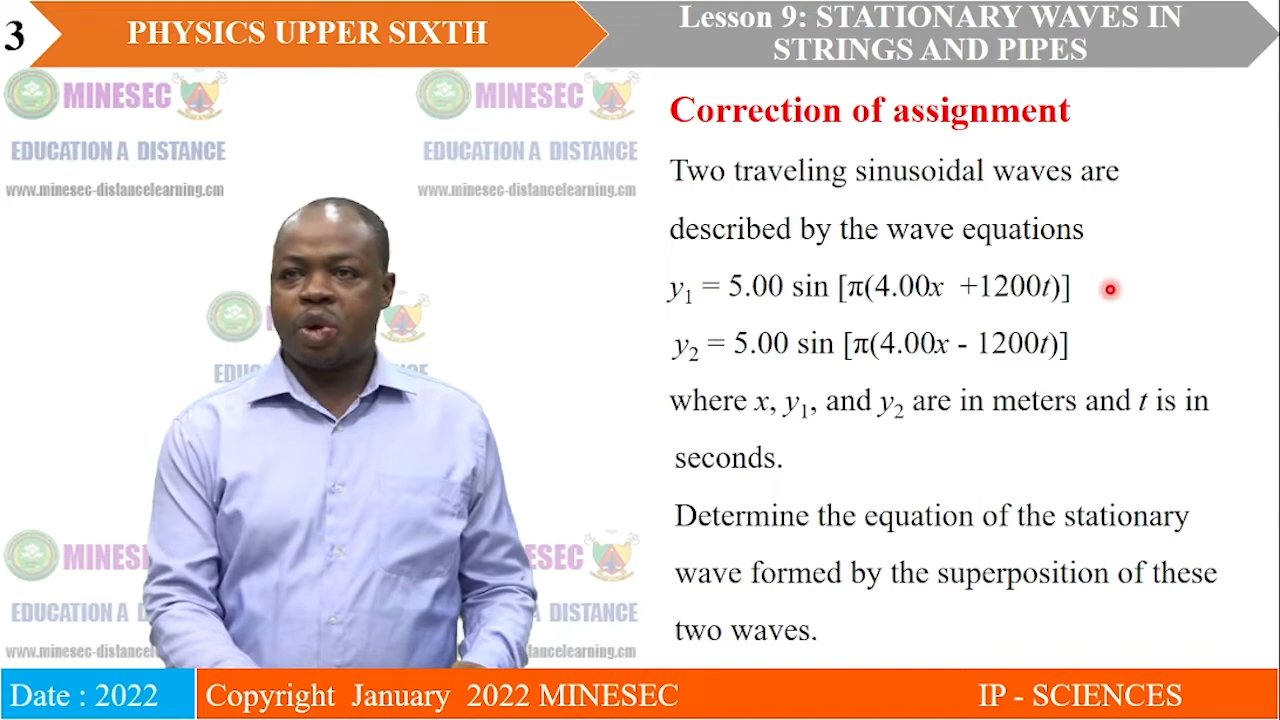 3
PHYSICS UPPER SIXTH
Lesson 9: STATIONARY WAVES IN
STRINGS AND PIPES
MINESEC
EDUCATION A DISTANCE
www.minesec-distancelearning.cm
MINESEC
EDUCATION A DISTANCE
www.minesec-distancelearning.cm
Correction of assignment
Two traveling sinusoidal waves are
described by the wave equations
y₁ = 5.00 sin [π(4.00x +1200t)]
y₂ = 5.00 sin [π(4.00x - 1200t)]
where x, y₁, and y₂ are in meters and t is in
seconds.
Determine the equation of the stationary
wave formed by the superposition of these
two waves.
EDUCATION A
DISTANCE
Date : 2022
Copyright January 2022 MINESEC
IP - SCIENCES